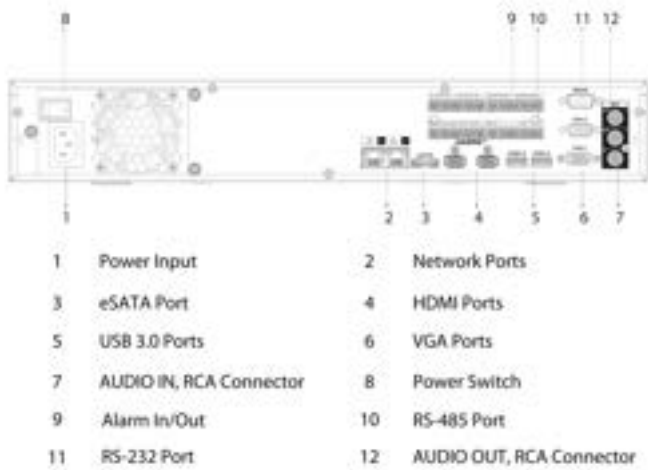 8 9 10 11 12
1 2 3 4 5 6 7
1 Power Input 2 Network Ports
3 eSATA Port 4 HDMI Ports
5 USB 3.0 Ports 6 VGA Ports
7 AUDIO IN, RCA Connector 8 Power Switch
9 Alarm In/Out 10 RS-485 Port
11 RS-232 Port 12 AUDIO OUT, RCA Connector